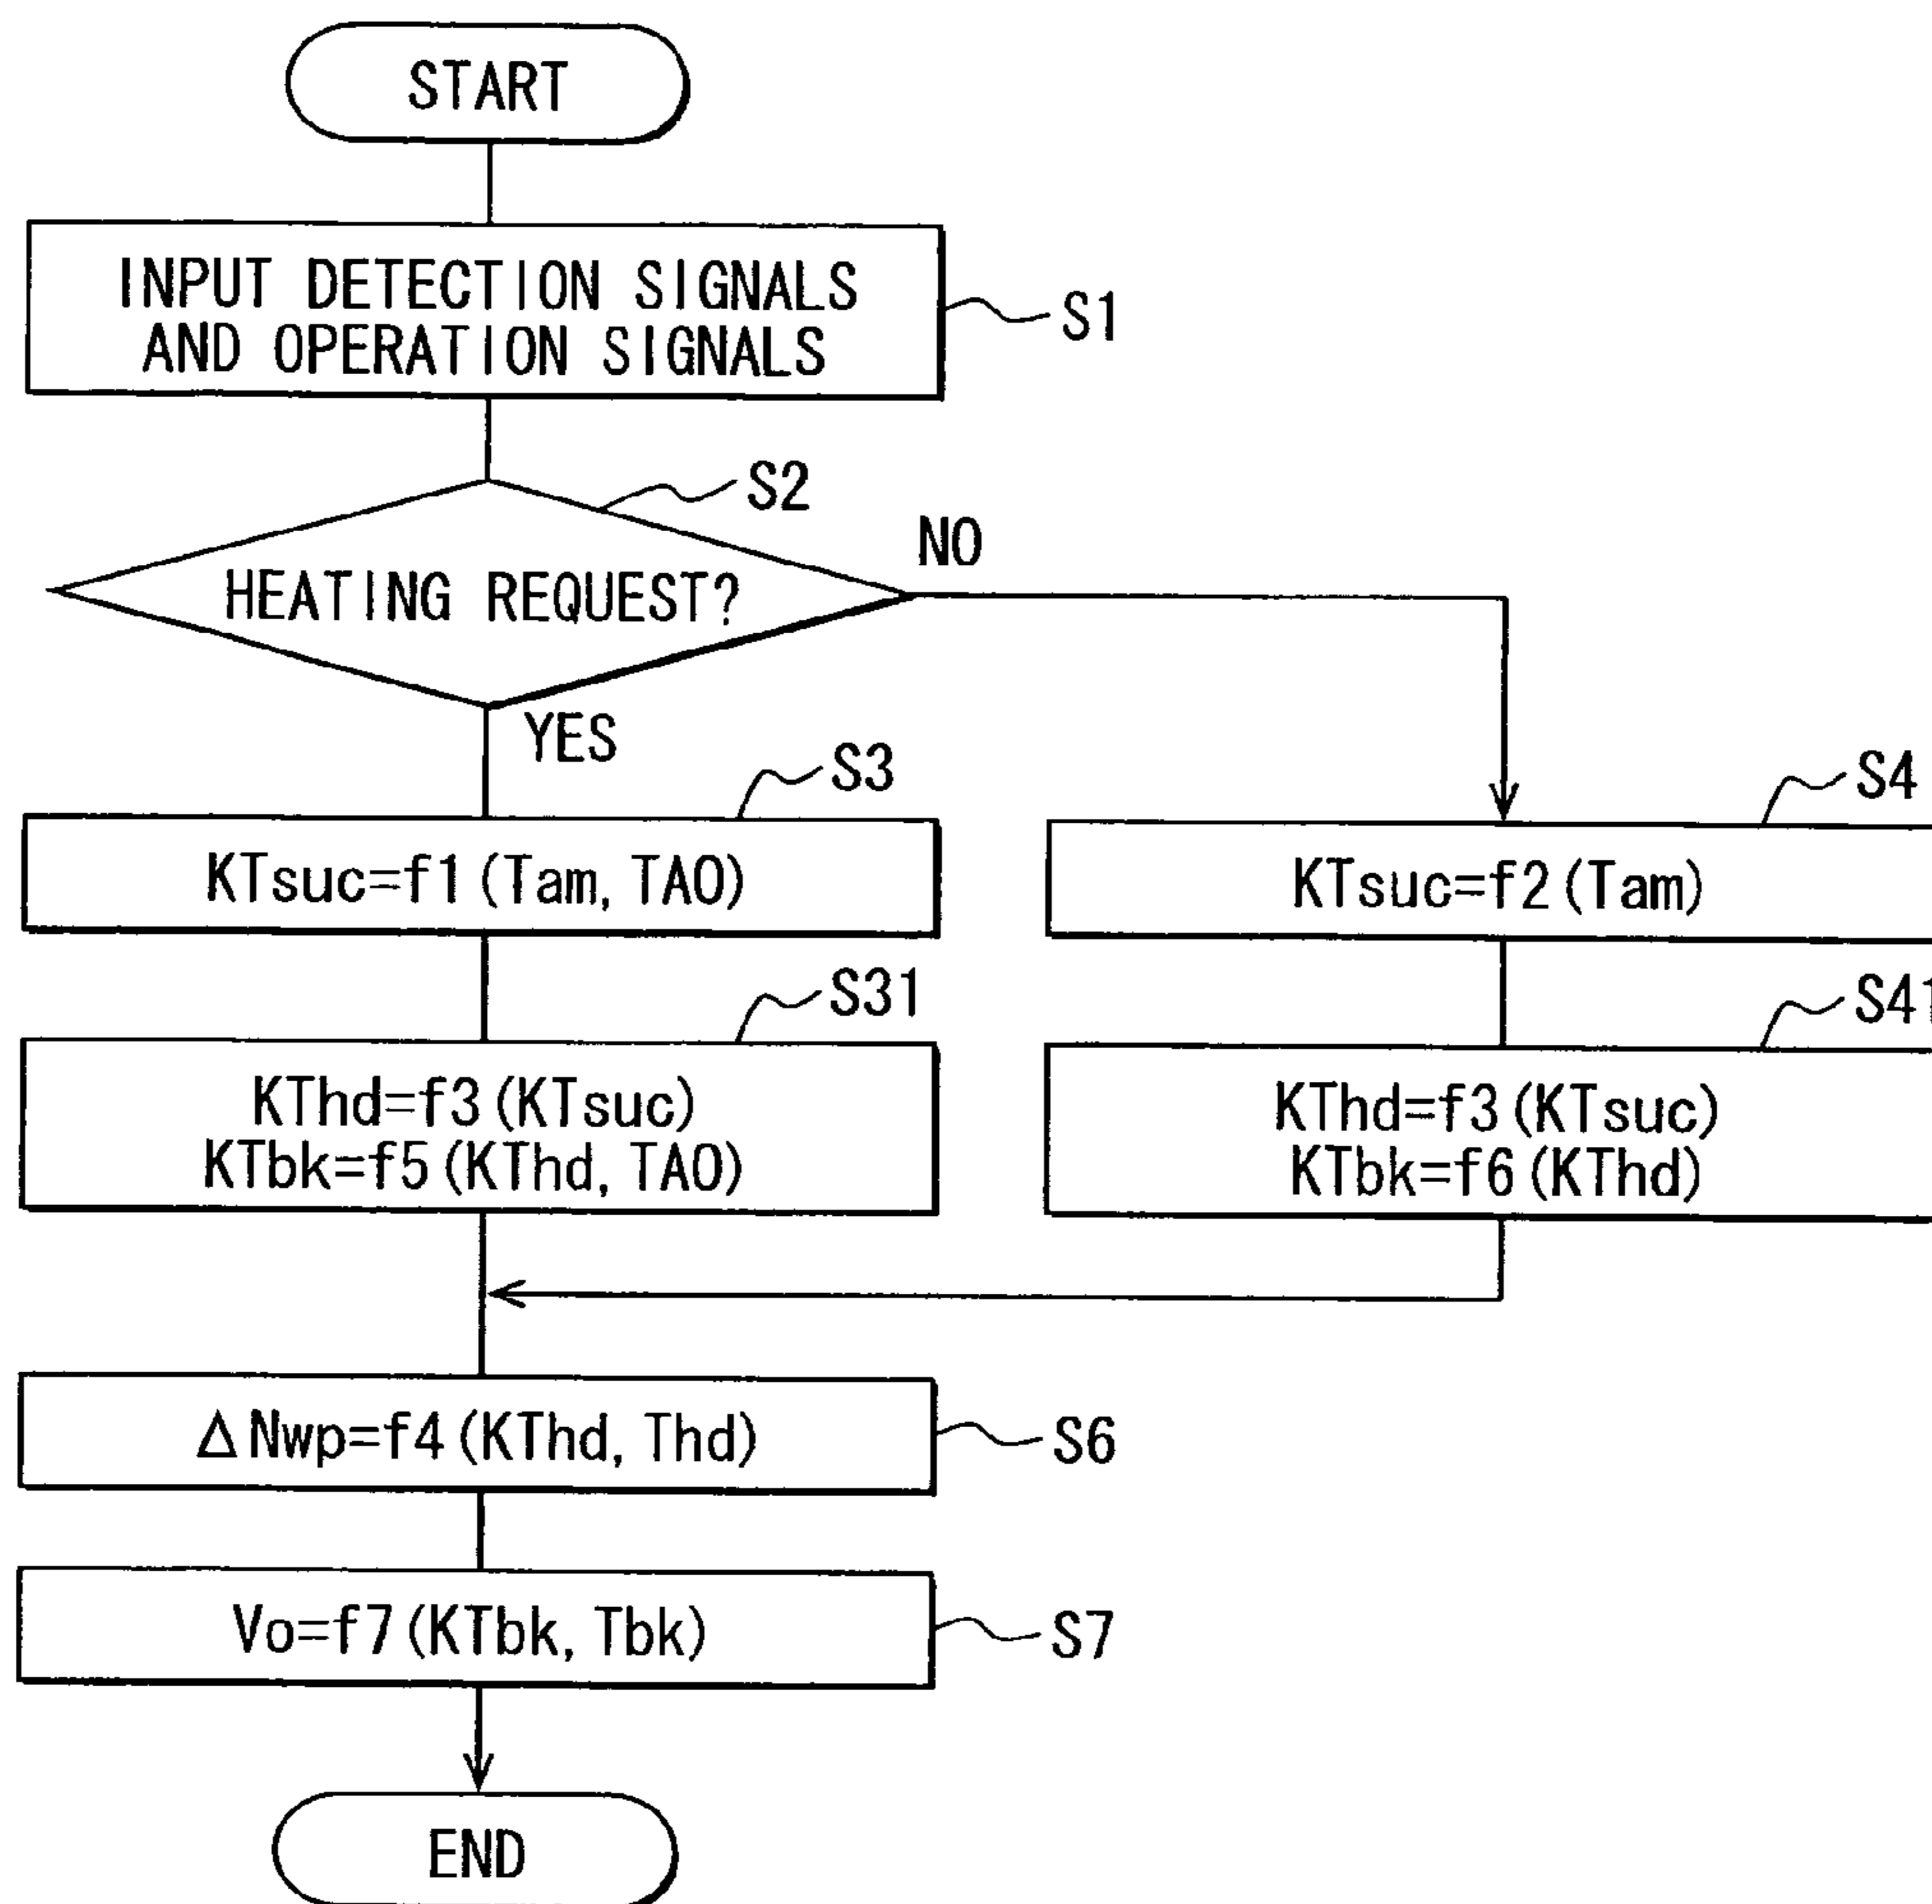 START
INPUT DETECTION SIGNALS
AND OPERATION SIGNALS
S1
S2
HEATING REQUEST?
NO
YES
S3
KTsuc=f1(Tam, TAO)
S4
KTsuc=f2(Tam)
S31
KThd=f3(KTsuc)
KTbk=f5(KThd, TAO)
S41
KThd=f3(KTsuc)
KTbk=f6(KThd)
ΔNwp=f4(KThd, Thd)
S6
Vo=f7(KTbk, Tbk)
S7
END